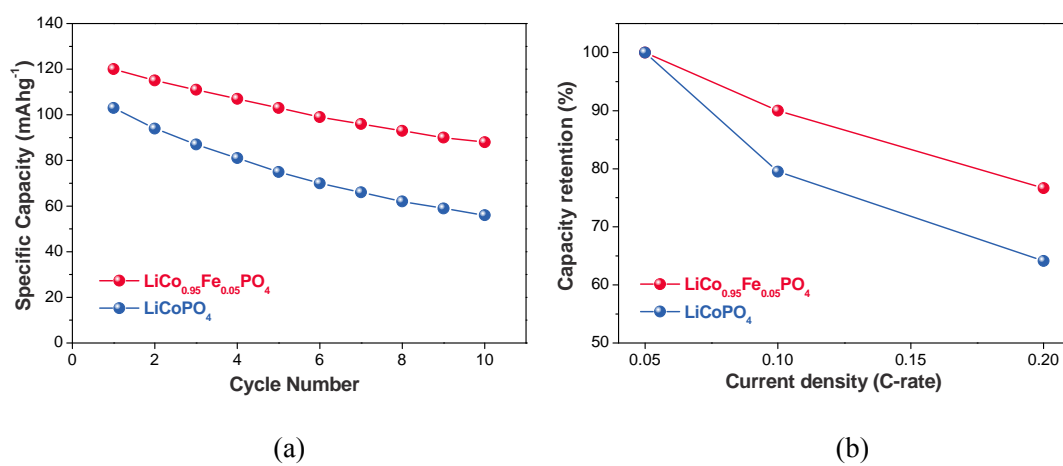 Specific Capacity (mAhg⁻¹)
140
120
100
80
60
40
20
0
LiCo₀.₉₅Fe₀.₀₅PO₄
LiCoPO₄
0 2 4 6 8 10
Cycle Number
(a)
Capacity retention (%)
100
90
80
70
60
50
LiCo₀.₉₅Fe₀.₀₅PO₄
LiCoPO₄
0.05 0.10 0.15 0.20
Current density (C-rate)
(b)